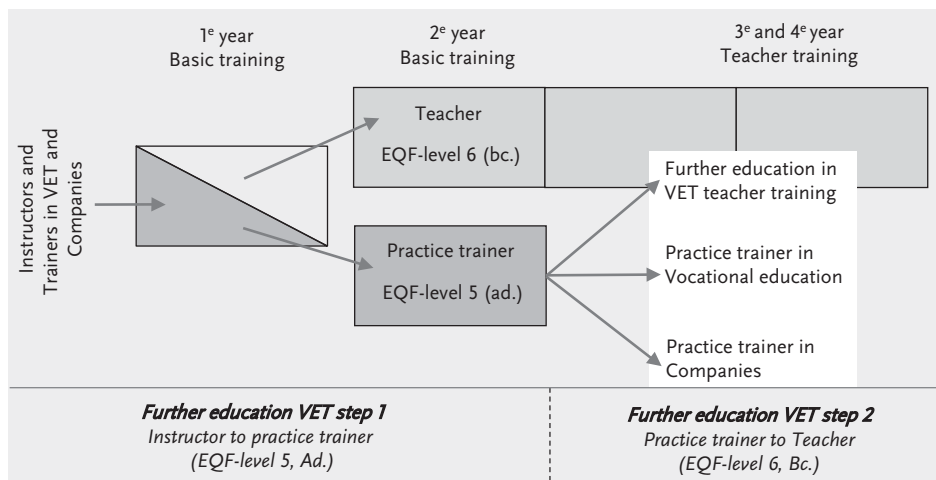 1e year
Basic training
2e year
Basic training
3e and 4e year
Teacher training
Instructors and
Trainers in VET and
Companies
Teacher
EQF-level 6 (bc.)
Practice trainer
EQF-level 5 (ad.)
Further education in
VET teacher training
Practice trainer in
Vocational education
Practice trainer in
Companies
Further education VET step 1
Instructor to practice trainer
(EQF-level 5, Ad.)
Further education VET step 2
Practice trainer to Teacher
(EQF-level 6, Bc.)